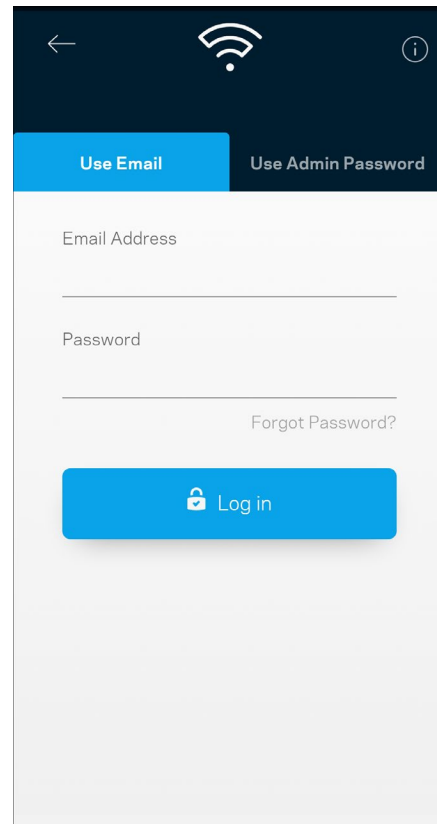 Use Email
Use Admin Password
Email Address
Password
Forgot Password?
Log in